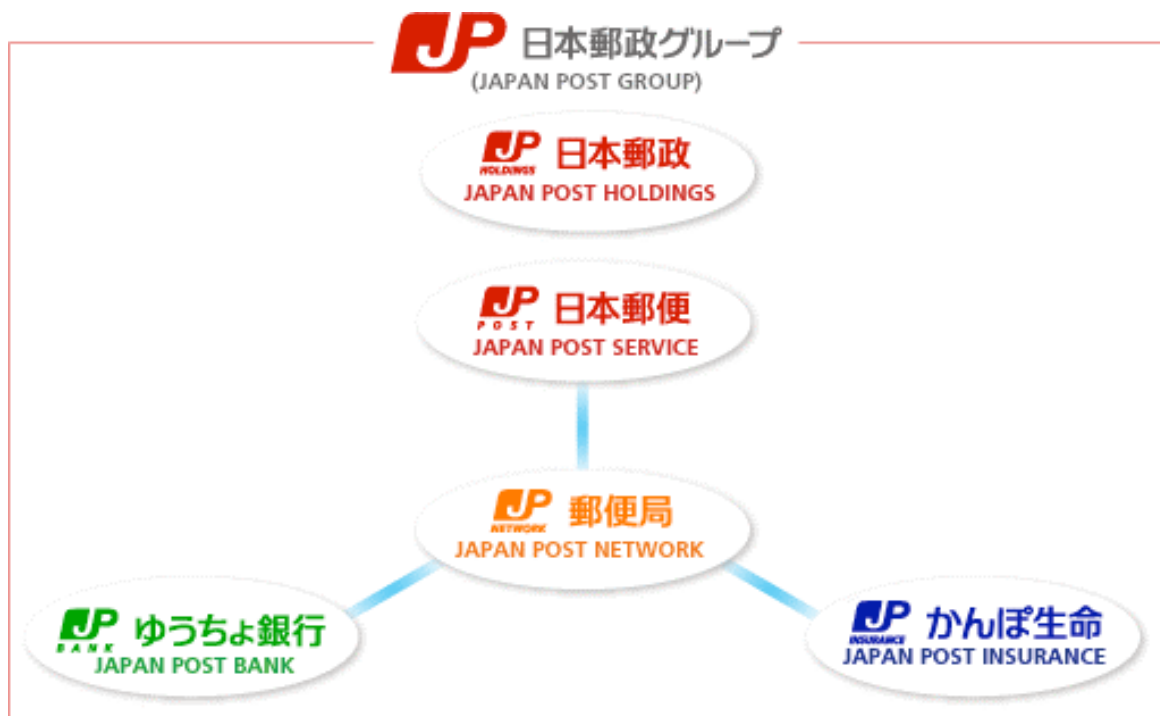 JP 日本郵政グループ
(JAPAN POST GROUP)
JP HOLDINGS 日本郵政
JAPAN POST HOLDINGS
JP POST 日本郵便
JAPAN POST SERVICE
JP NETWORK 郵便局
JAPAN POST NETWORK
JP BANK ゆうちょ銀行
JAPAN POST BANK
JP INSURANCE かんぽ生命
JAPAN POST INSURANCE